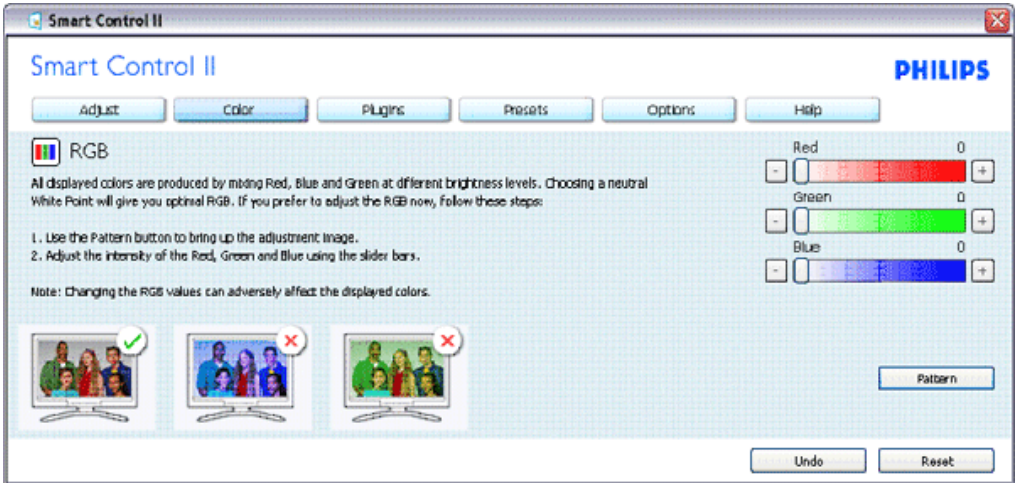 Smart Control II
Smart Control II
PHILIPS
Adjust Color Plugins Presets Options Help
RGB
All displayed colors are produced by mixing Red, Blue and Green at different brightness levels. Choosing a neutral
White Point will give you optimal RGB. If you prefer to adjust the RGB now, follow these steps:
1. Use the Pattern button to bring up the adjustment image.
2. Adjust the intensity of the Red, Green and Blue using the slider bars.
Note: Changing the RGB values can adversely affect the displayed colors.
Red 0
- +
Green 0
- +
Blue 0
- +
Pattern
Undo Reset